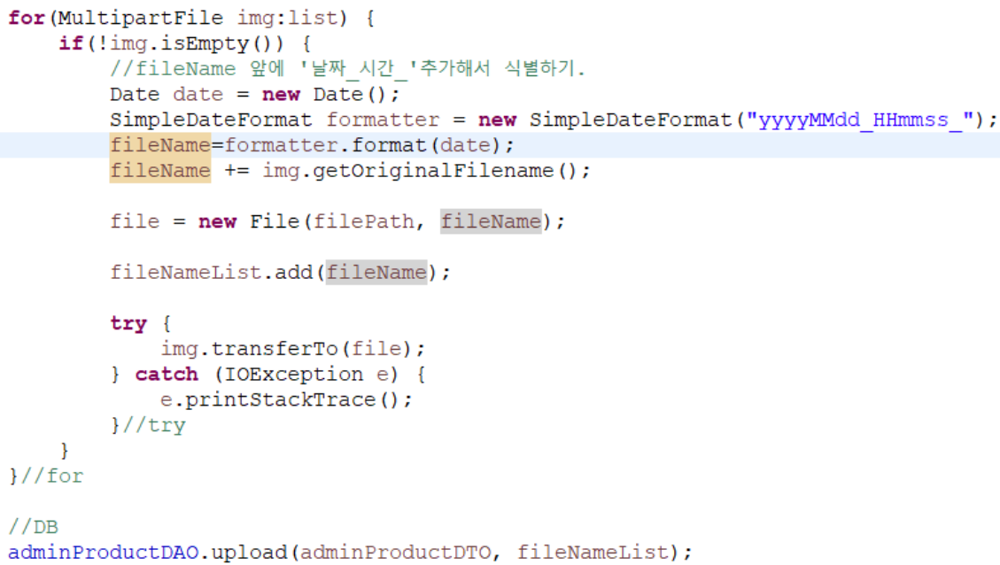 for(MultipartFile img:list) {
if(!img.isEmpty()) {
//fileName 앞에 '날짜_시간_'추가해서 식별하기.
Date date = new Date();
SimpleDateFormat formatter = new SimpleDateFormat("yyyyMMdd_HHmmss_");
fileName=formatter.format(date);
fileName += img.getOriginalFilename();
file = new File(filePath, fileName);
fileNameList.add(fileName);
try {
img.transferTo(file);
} catch (IOException e) {
e.printStackTrace();
}//try
}
}//for
//DB
adminProductDAO.upload(adminProductDTO, fileNameList);